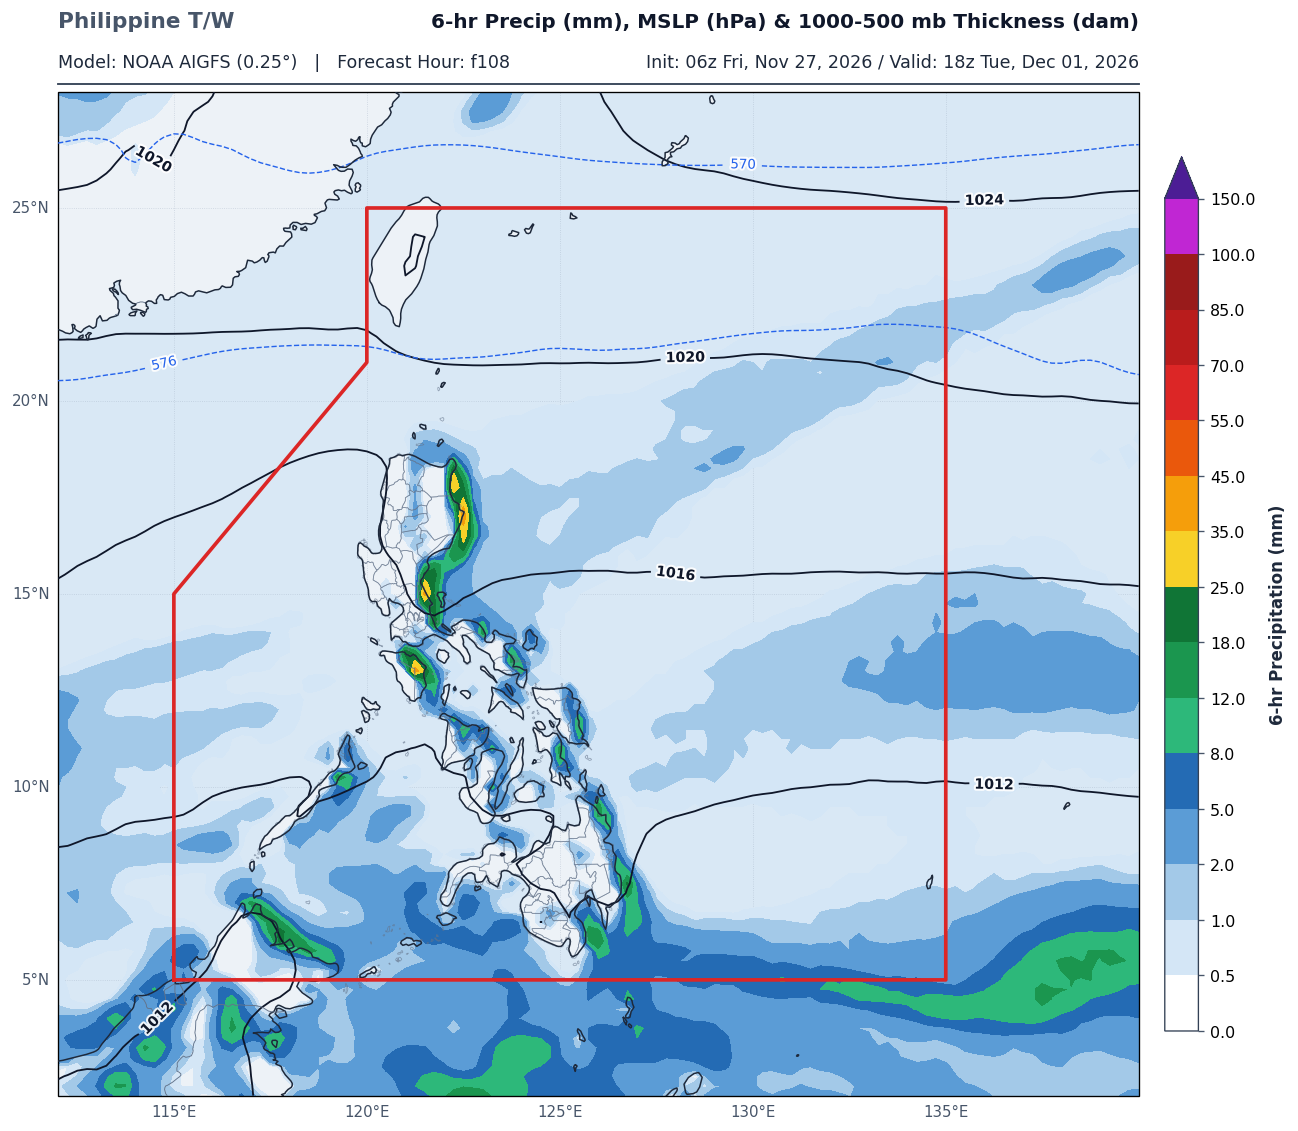 Philippine T/W
6-hr Precip (mm), MSLP (hPa) & 1000-500 mb Thickness (dam)
Model: NOAA AIGFS (0.25°) | Forecast Hour: f108
Init: 06z Fri, Nov 27, 2026 / Valid: 18z Tue, Dec 01, 2026
1020
570
1024
576
1020
1016
1012
1012
25°N
20°N
15°N
10°N
5°N
115°E
120°E
125°E
130°E
135°E
150.0
100.0
85.0
70.0
55.0
45.0
35.0
25.0
18.0
12.0
8.0
5.0
2.0
1.0
0.5
0.0
6-hr Precipitation (mm)